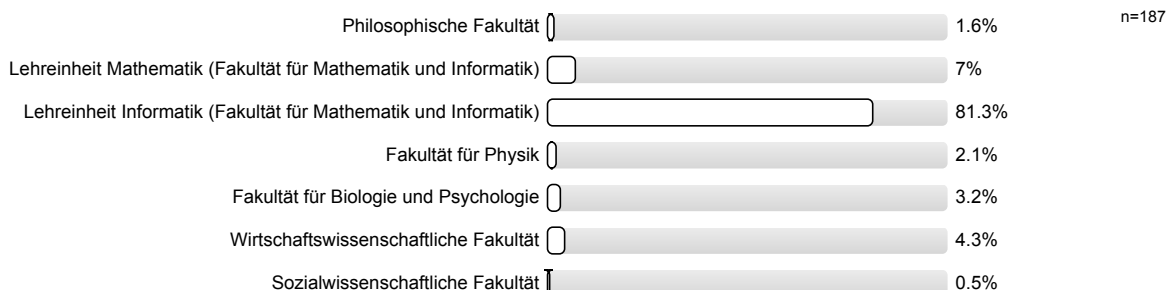 Philosophische Fakultät 1.6% n=187
Lehreinheit Mathematik (Fakultät für Mathematik und Informatik) 7%
Lehreinheit Informatik (Fakultät für Mathematik und Informatik) 81.3%
Fakultät für Physik 2.1%
Fakultät für Biologie und Psychologie 3.2%
Wirtschaftswissenschaftliche Fakultät 4.3%
Sozialwissenschaftliche Fakultät 0.5%